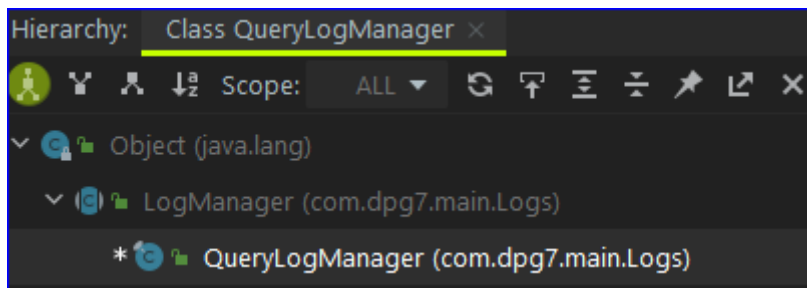 Hierarchy: Class QueryLogManager
Scope: ALL
Object (java.lang)
LogManager (com.dpg7.main.Logs)
* QueryLogManager (com.dpg7.main.Logs)